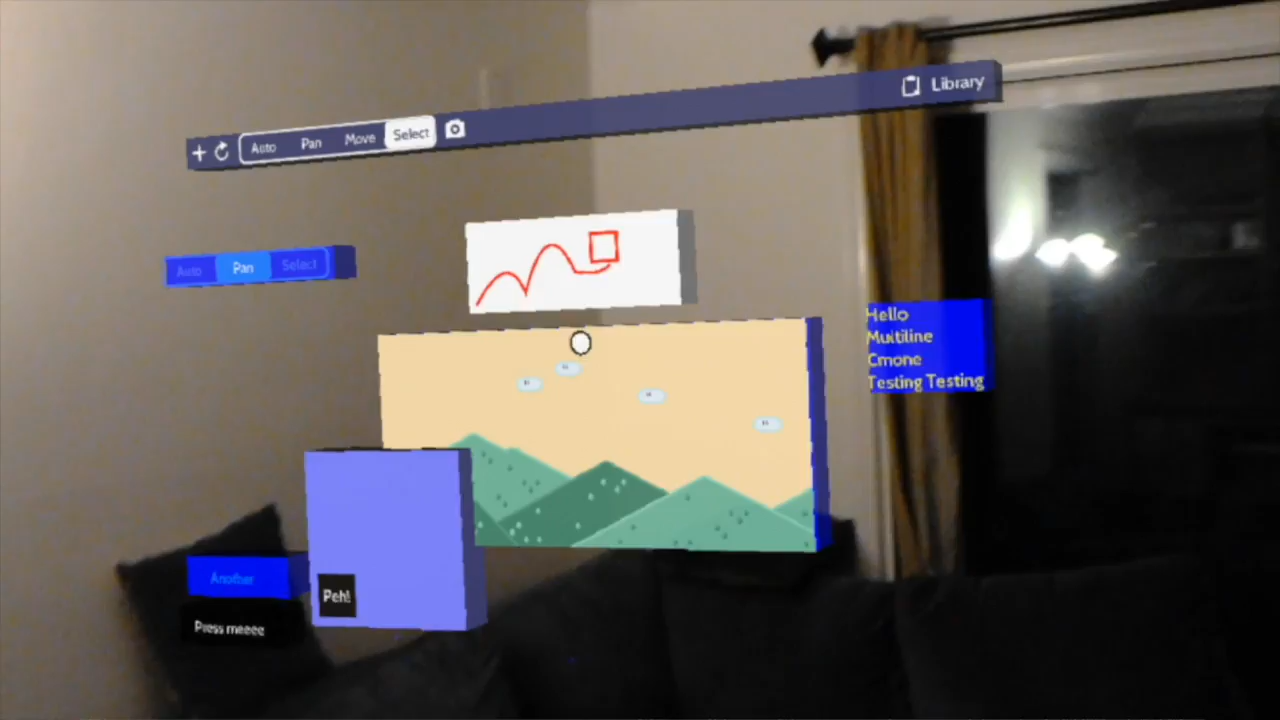 Library
Auto Pan Move Select
Auto Pan Select
Hello
Multiline
Cmone
Testing Testing
Another
Peh!
Press meeee